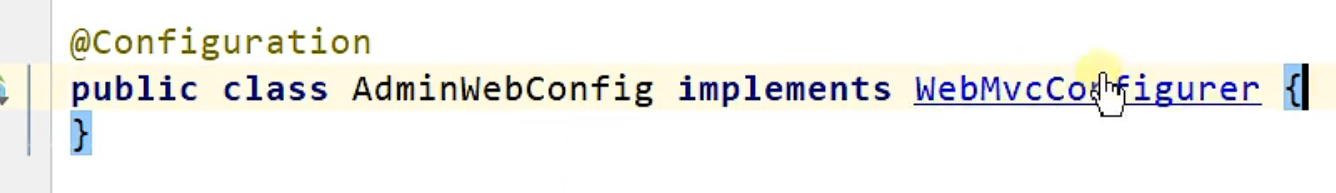 @Configuration
public class AdminWebConfig implements WebMvcConfigurer {
}